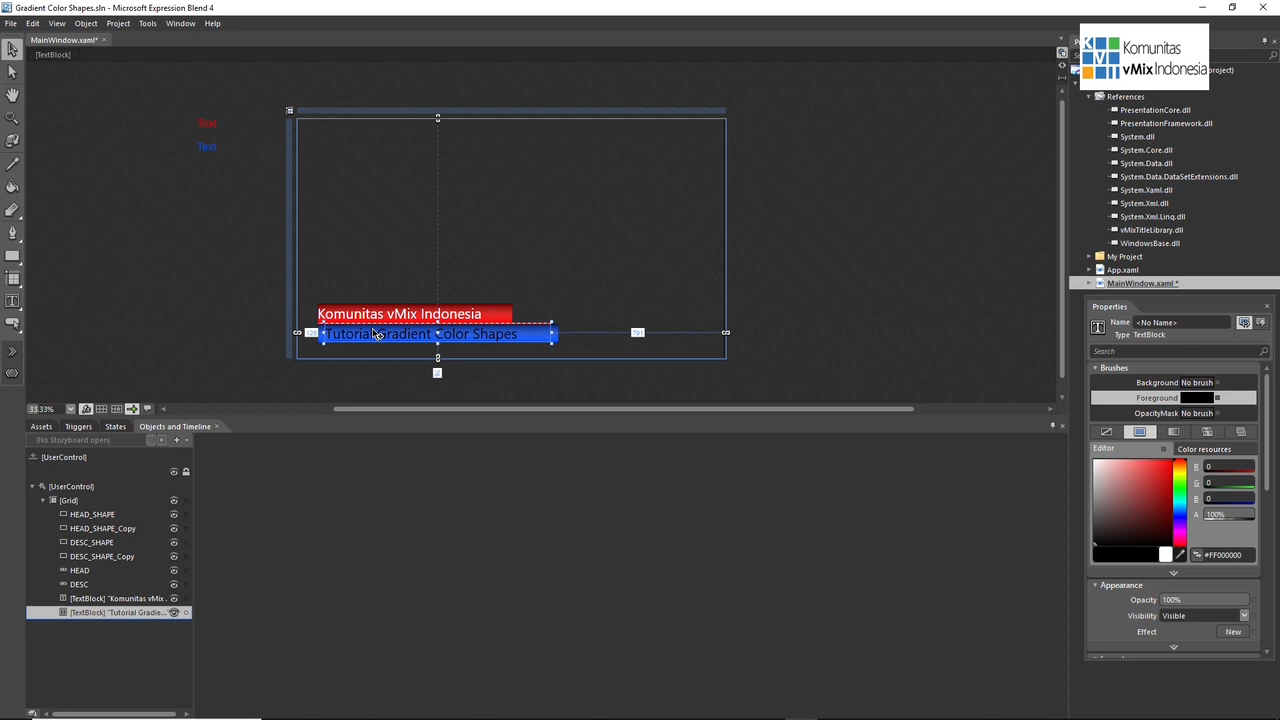 Gradient Color Shapes.sln - Microsoft Expression Blend 4
File Edit View Object Project Tools Window Help
MainWindow.xaml* ×
[TextBlock]
Komunitas
vMix Indonesia
roject)
References
PresentationCore.dll
PresentationFramework.dll
System.dll
System.Core.dll
System.Data.dll
System.Data.DataSetExtensions.dll
System.Xaml.dll
System.Xml.dll
System.Xml.Linq.dll
vMixTitleLibrary.dll
WindowsBase.dll
My Project
App.xaml
MainWindow.xaml *
Text
Text
Komunitas vMix Indonesia
Tutorial Gradient Color Shapes
126
791
33.33%
Assets Triggers States Objects and Timeline ×
(No Storyboard open)
[UserControl]
[UserControl]
[Grid]
HEAD_SHAPE
HEAD_SHAPE_Copy
DESC_SHAPE
DESC_SHAPE_Copy
HEAD
DESC
[TextBlock] "Komunitas vMix .
[TextBlock] "Tutorial Gradie...
Properties
Name <No Name>
Type TextBlock
Search
Brushes
Background No brush
Foreground
OpacityMask No brush
Editor Color resources
R 0
G 0
B 0
A 100%
#FF000000
Appearance
Opacity 100%
Visibility Visible
Effect New